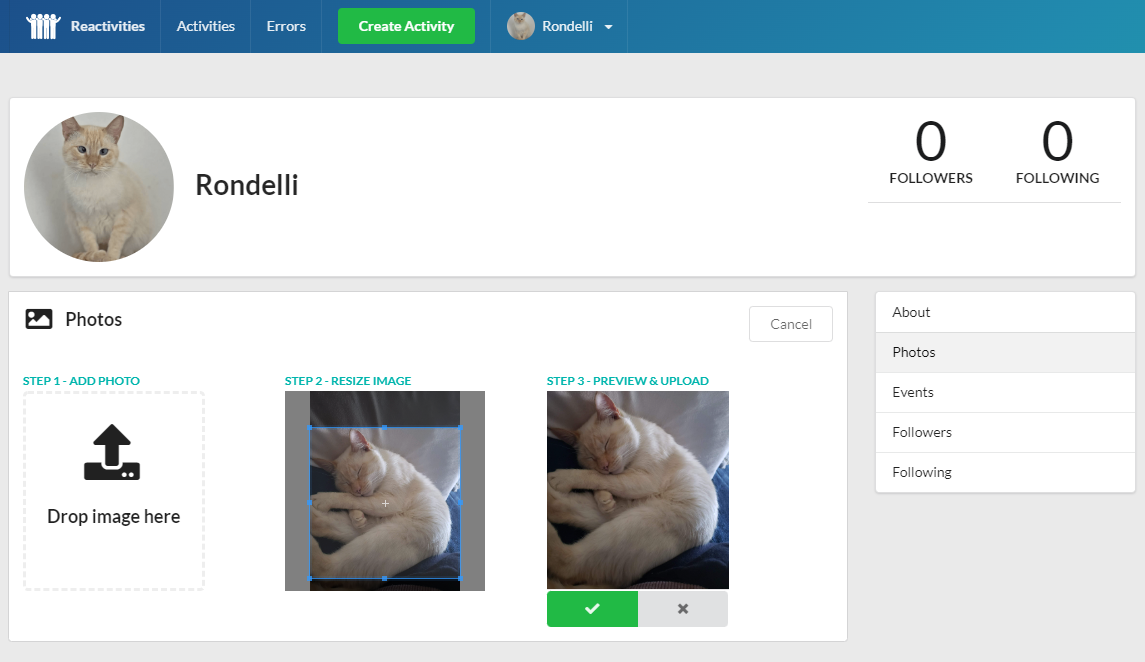 Reactivities
Activities
Errors
Create Activity
Rondelli
Rondelli
0
FOLLOWERS
0
FOLLOWING
Photos
Cancel
STEP 1 - ADD PHOTO
Drop image here
STEP 2 - RESIZE IMAGE
STEP 3 - PREVIEW & UPLOAD
About
Photos
Events
Followers
Following